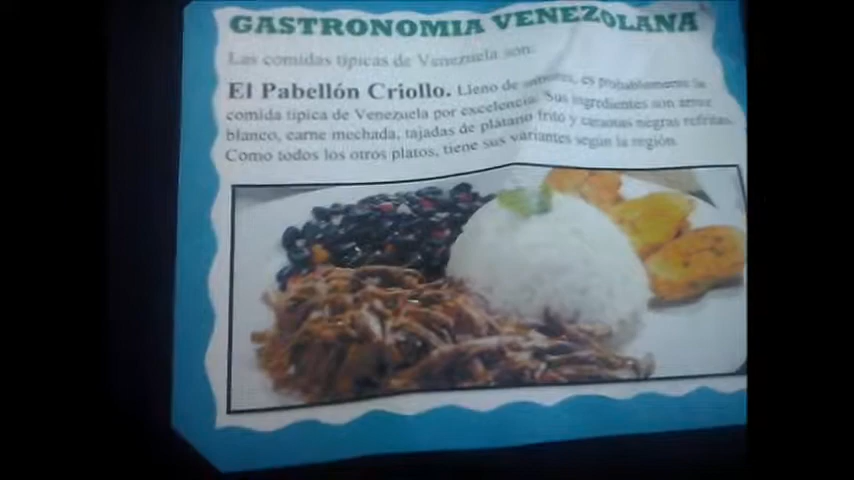 GASTRONOMIA VENEZOLANA
Las comidas típicas de Venezuela son:
El Pabellón Criollo. Lleno de sabores, es probablemente la
comida típica de Venezuela por excelencia. Sus ingredientes son arroz
blanco, carne mechada, tajadas de plátano frito y caraotas negras refritas.
Como todos los otros platos, tiene sus variantes según la región.